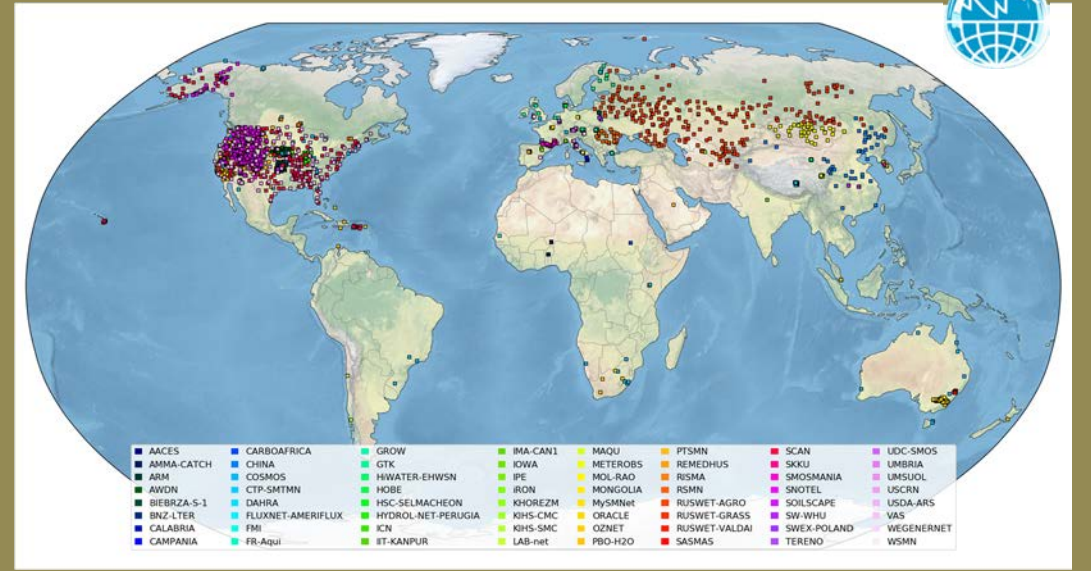 AACES CARBOAFRICA GROW IMA-CAN1 MAQU PTSMN SCAN UDC-SMOS
AMMA-CATCH CHINA GTK IOWA METEROBS REMEDHUS SKKU UMBRIA
ARM COSMOS HiWATER-EHWSN IPE MOL-RAO RISMA SMOSMANIA UMSUOL
AWDN CTP-SMTMN HOBE iRON MONGOLIA RSMN SNOTEL USCRN
BIEBRZA-S-1 DAHRA HSC-SELMACHEON KHOREZM MySMNet RUSWET-AGRO SOILSCAPE USDA-ARS
BNZ-LTER FLUXNET-AMERIFLUX HYDROL-NET-PERUGIA KIHS-CMC ORACLE RUSWET-GRASS SW-WHU VAS
CALABRIA FMI ICN KIHS-SMC OZNET RUSWET-VALDAI SWEX-POLAND WEGENERNET
CAMPANIA FR-Aqui IIT-KANPUR LAB-net PBO-H2O SASMAS TERENO WSMN